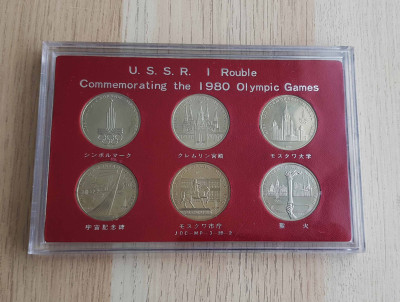 U.S.S.R. 1 Rouble
Commemorating the 1980 Olympic Games
シンボルマーク
クレムリン宮殿
モスクワ大学
宇宙記念碑
モスクワ市庁
聖火